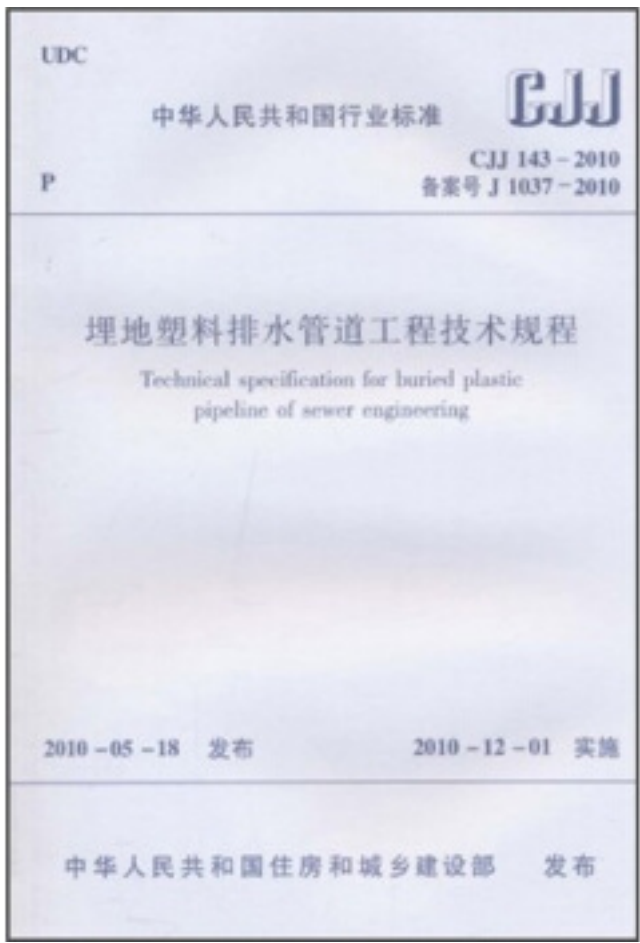 UDC
中华人民共和国行业标准
CJJ
CJJ 143－2010
P
备案号 J 1037－2010
埋地塑料排水管道工程技术规程
Technical specification for buried plastic
pipeline of sewer engineering
2010－05－18 发布 2010－12－01 实施
中华人民共和国住房和城乡建设部 发布